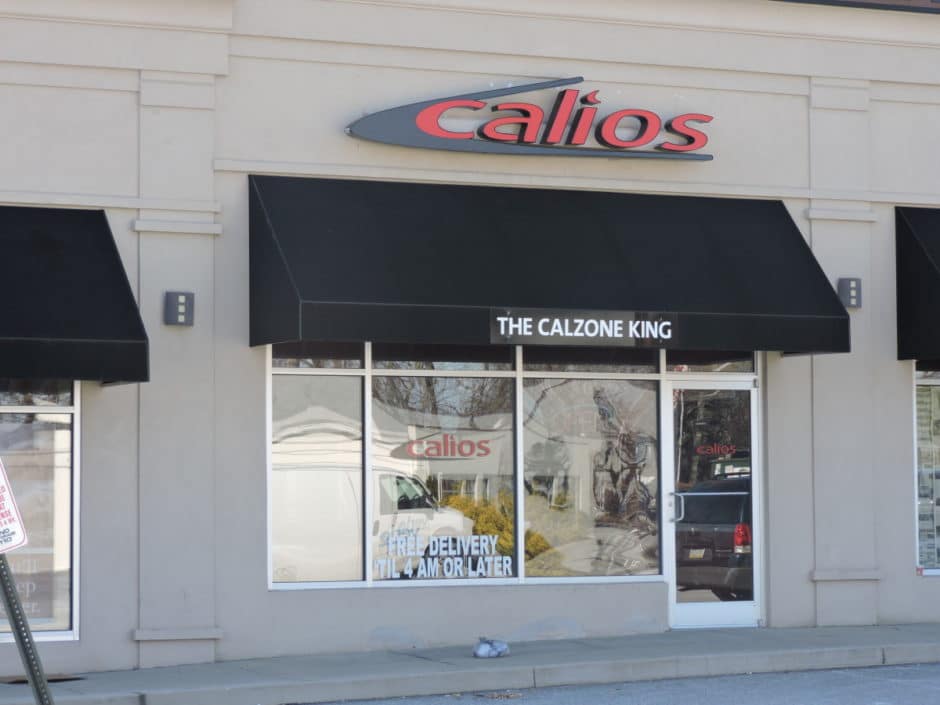 calios
THE CALZONE KING
calios
calios
FREE DELIVERY
'TIL 4 AM OR LATER